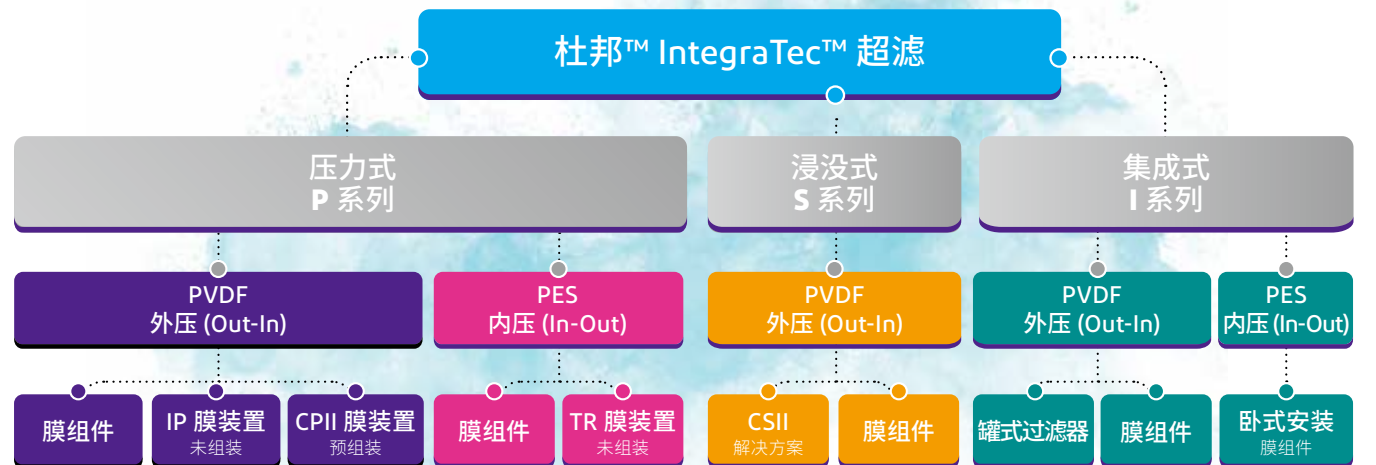 杜邦™ IntegraTec™ 超滤
压力式
P 系列
浸没式
S 系列
集成式
I 系列
PVDF
外压 (Out-In)
PES
内压 (In-Out)
PVDF
外压 (Out-In)
PVDF
外压 (Out-In)
PES
内压 (In-Out)
膜组件
IP 膜装置
未组装
CPII 膜装置
预组装
膜组件
TR 膜装置
未组装
CSII
解决方案
膜组件
罐式过滤器
膜组件
卧式安装
膜组件